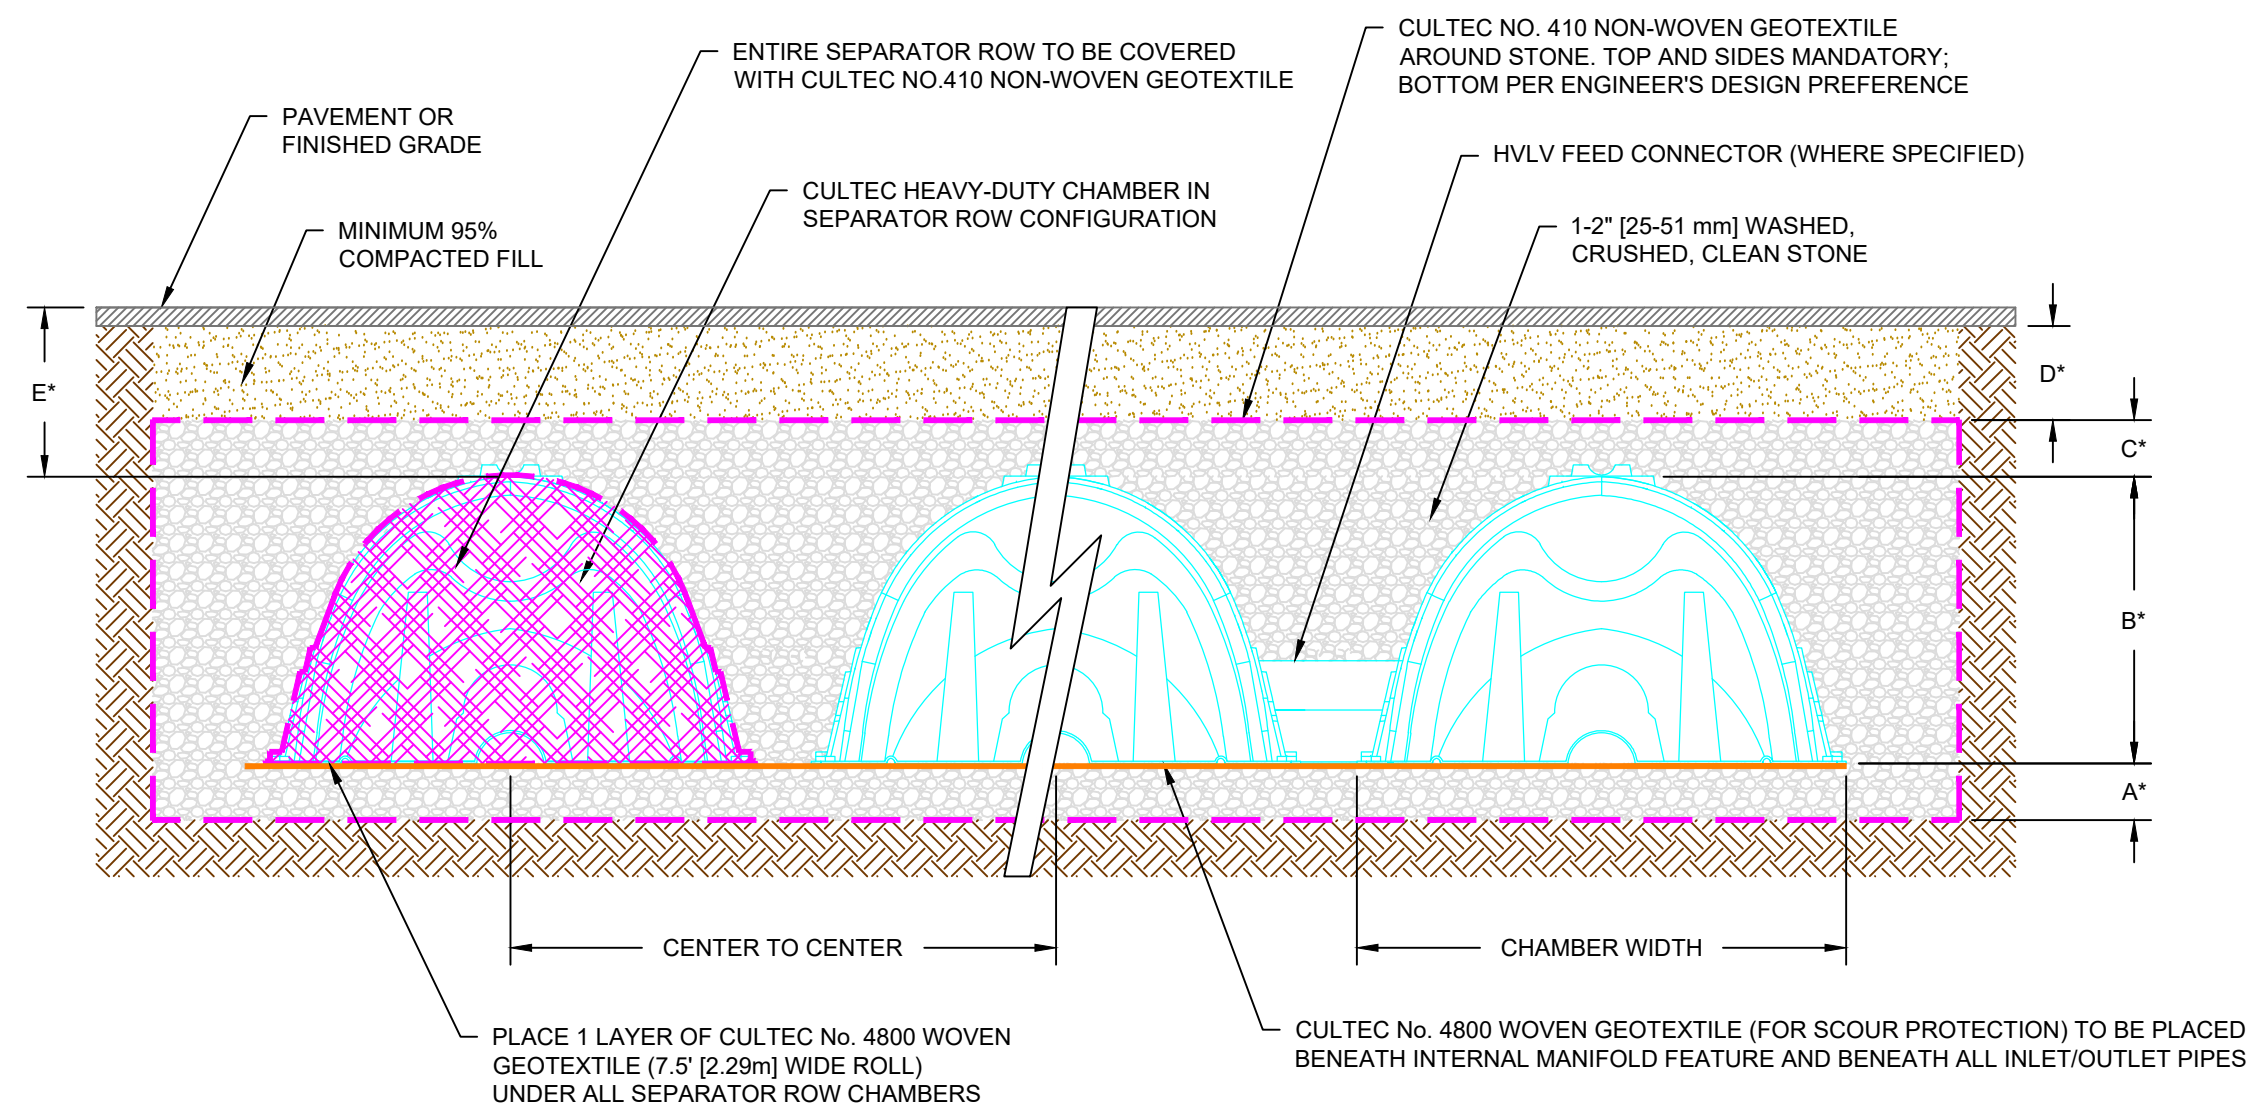 CULTEC NO. 410 NON-WOVEN GEOTEXTILE
AROUND STONE. TOP AND SIDES MANDATORY;
BOTTOM PER ENGINEER'S DESIGN PREFERENCE
ENTIRE SEPARATOR ROW TO BE COVERED
WITH CULTEC NO.410 NON-WOVEN GEOTEXTILE
PAVEMENT OR
FINISHED GRADE
HVLV FEED CONNECTOR (WHERE SPECIFIED)
CULTEC HEAVY-DUTY CHAMBER IN
SEPARATOR ROW CONFIGURATION
MINIMUM 95%
COMPACTED FILL
1-2" [25-51 mm] WASHED,
CRUSHED, CLEAN STONE
E*
D*
C*
B*
A*
CENTER TO CENTER
CHAMBER WIDTH
PLACE 1 LAYER OF CULTEC No. 4800 WOVEN
GEOTEXTILE (7.5' [2.29m] WIDE ROLL)
UNDER ALL SEPARATOR ROW CHAMBERS
CULTEC No. 4800 WOVEN GEOTEXTILE (FOR SCOUR PROTECTION) TO BE PLACED
BENEATH INTERNAL MANIFOLD FEATURE AND BENEATH ALL INLET/OUTLET PIPES